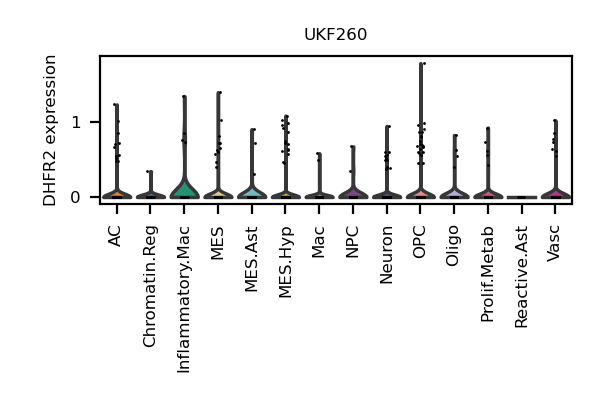 UKF260
DHFR2 expression
1
0
AC
Chromatin.Reg
Inflammatory.Mac
MES
MES.Ast
MES.Hyp
Mac
NPC
Neuron
OPC
Oligo
Prolif.Metab
Reactive.Ast
Vasc